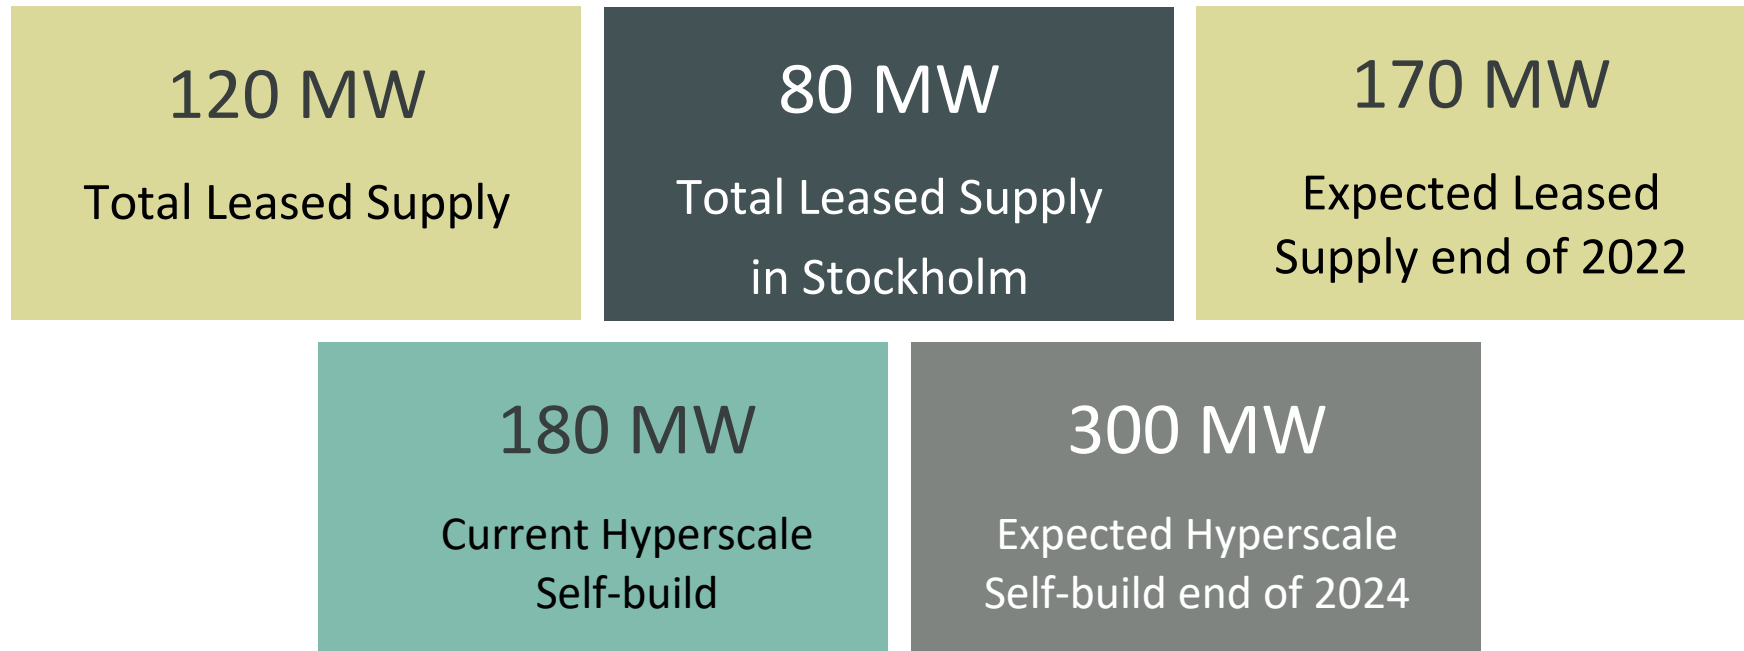 120 MW
Total Leased Supply
80 MW
Total Leased Supply
in Stockholm
170 MW
Expected Leased
Supply end of 2022
180 MW
Current Hyperscale
Self-build
300 MW
Expected Hyperscale
Self-build end of 2024